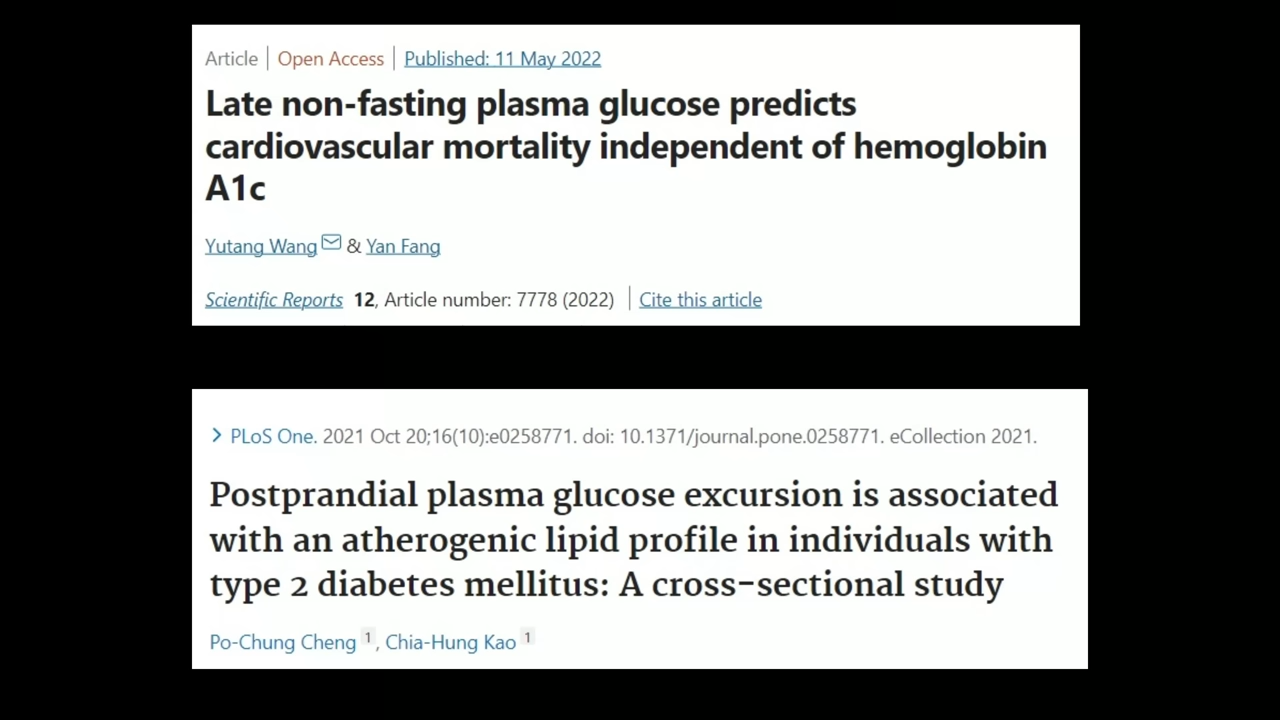 Article | Open Access | Published: 11 May 2022
Late non-fasting plasma glucose predicts
cardiovascular mortality independent of hemoglobin
A1c
Yutang Wang & Yan Fang
Scientific Reports 12, Article number: 7778 (2022) | Cite this article
> PLoS One. 2021 Oct 20;16(10):e0258771. doi: 10.1371/journal.pone.0258771. eCollection 2021.
Postprandial plasma glucose excursion is associated
with an atherogenic lipid profile in individuals with
type 2 diabetes mellitus: A cross-sectional study
Po-Chung Cheng 1, Chia-Hung Kao 1